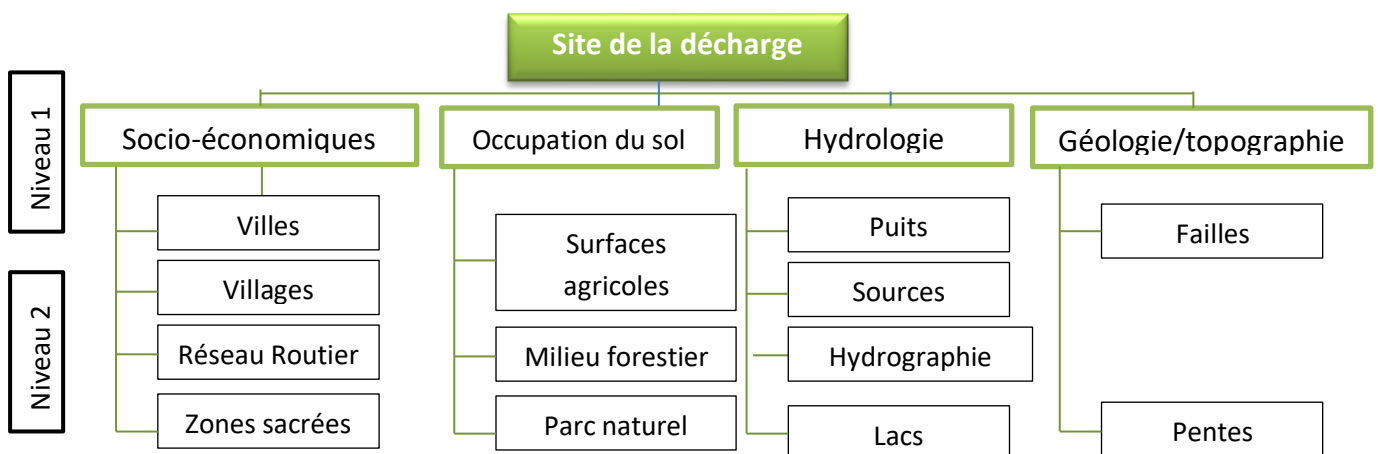 Site de la décharge
Niveau 1
Socio-économiques
Occupation du sol
Hydrologie
Géologie/topographie
Villes
Villages
Réseau Routier
Zones sacrées
Surfaces
agricoles
Milieu forestier
Parc naturel
Puits
Sources
Hydrographie
Lacs
Failles
Pentes
Niveau 2